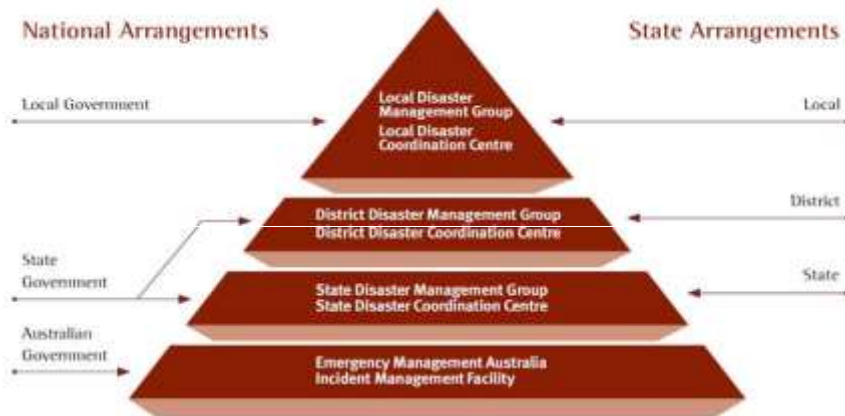 National Arrangements
State Arrangements
Local Government
Local Disaster
Management Group
Local Disaster
Coordination Centre
Local
District Disaster Management Group
District Disaster Coordination Centre
District
State
Government
State Disaster Management Group
State Disaster Coordination Centre
State
Australian
Government
Emergency Management Australia
Incident Management Facility